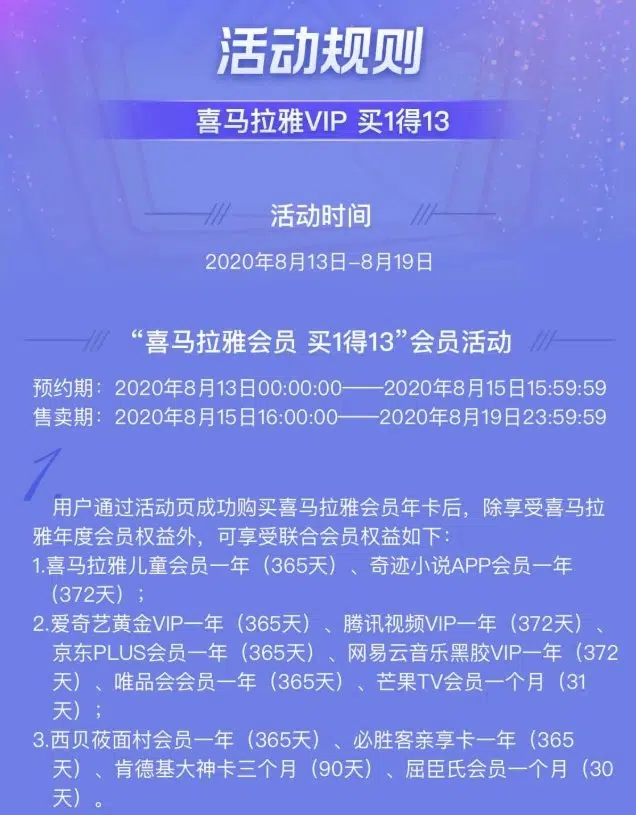 活动规则
喜马拉雅VIP 买1得13
活动时间
2020年8月13日-8月19日
“喜马拉雅会员 买1得13”会员活动
预约期：2020年8月13日00:00:00——2020年8月15日15:59:59
售卖期：2020年8月15日16:00:00——2020年8月19日23:59:59
1.
用户通过活动页成功购买喜马拉雅会员年卡后，除享受喜马拉
雅年度会员权益外，可享受联合会员权益如下：
1.喜马拉雅儿童会员一年（365天）、奇迹小说APP会员一年
（372天）；
2.爱奇艺黄金VIP一年（365天）、腾讯视频VIP一年（372天）、
京东PLUS会员一年（365天）、网易云音乐黑胶VIP一年（372
天）、唯品会会员一年（365天）、芒果TV会员一个月（31
天）；
3.西贝莜面村会员一年（365天）、必胜客亲享卡一年（365
天）、肯德基大神卡三个月（90天）、屈臣氏会员一个月（30
天）。